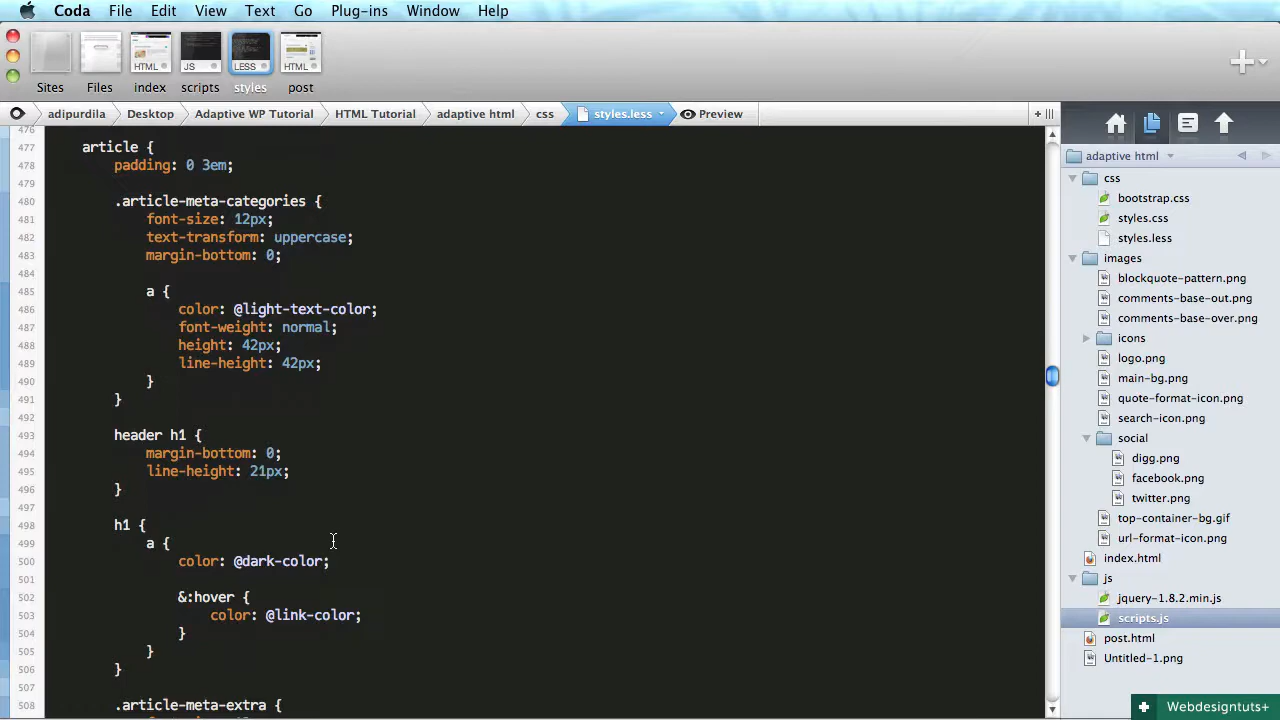 Coda File Edit View Text Go Plug-ins Window Help
HTML JS LESS HTML
Sites Files index scripts styles post
adipurdila Desktop Adaptive WP Tutorial HTML Tutorial adaptive html css styles.less Preview
476
477 article {
478 padding: 0 3em;
479
480 .article-meta-categories {
481 font-size: 12px;
482 text-transform: uppercase;
483 margin-bottom: 0;
484
485 a {
486 color: @light-text-color;
487 font-weight: normal;
488 height: 42px;
489 line-height: 42px;
490 }
491 }
492
493 header h1 {
494 margin-bottom: 0;
495 line-height: 21px;
496 }
497
498 h1 {
499 a {
500 color: @dark-color;
501
502 &:hover {
503 color: @link-color;
504 }
505 }
506 }
507
508 .article-meta-extra {
adaptive html
css
bootstrap.css
styles.css
styles.less
images
blockquote-pattern.png
comments-base-out.png
comments-base-over.png
icons
logo.png
main-bg.png
quote-format-icon.png
search-icon.png
social
digg.png
facebook.png
twitter.png
top-container-bg.gif
url-format-icon.png
index.html
js
jquery-1.8.2.min.js
scripts.js
post.html
Untitled-1.png
Webdesigntuts+